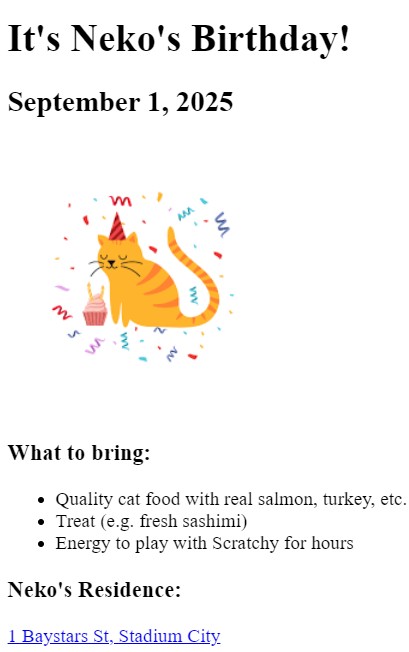 It's Neko's Birthday!
September 1, 2025
What to bring:
Quality cat food with real salmon, turkey, etc.
Treat (e.g. fresh sashimi)
Energy to play with Scratchy for hours
Neko's Residence:
1 Baystars St, Stadium City